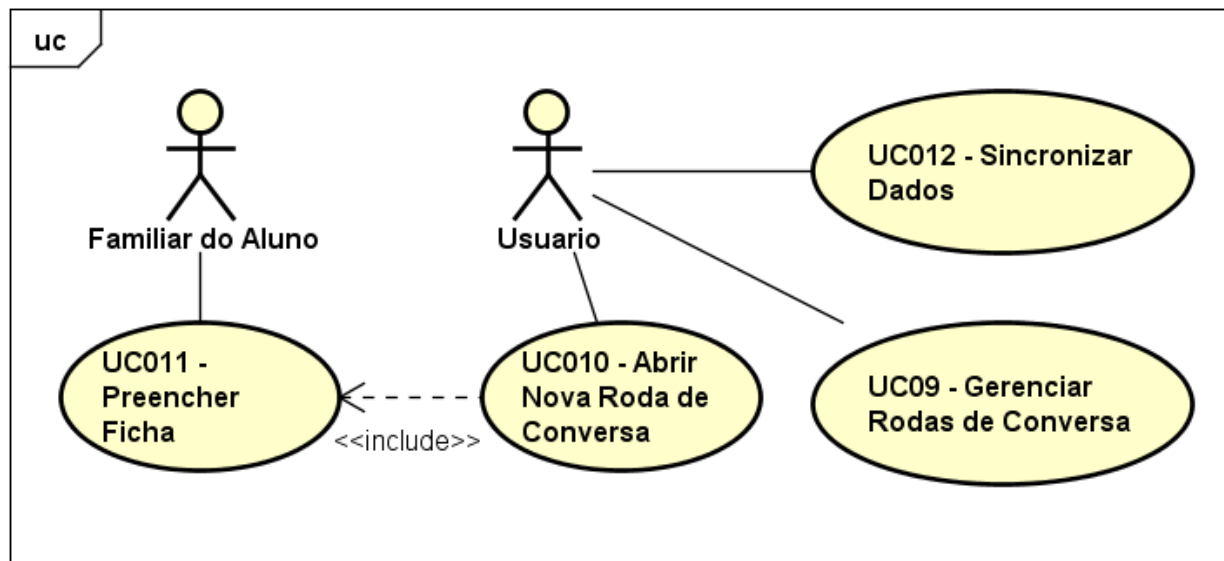 uc
Familiar do Aluno
Usuario
UC012 - Sincronizar
Dados
UC011 -
Preencher
Ficha
<<include>>
UC010 - Abrir
Nova Roda de
Conversa
UC09 - Gerenciar
Rodas de Conversa